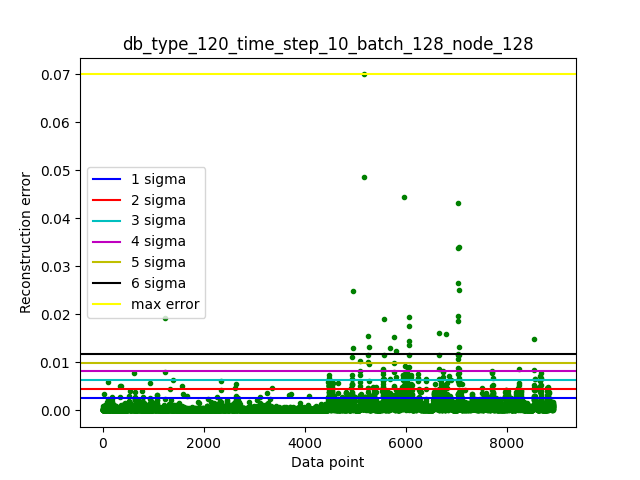 db_type_120_time_step_10_batch_128_node_128
0.07
0.06
0.05
0.04
0.03
0.02
0.01
0.00
Reconstruction error
1 sigma
2 sigma
3 sigma
4 sigma
5 sigma
6 sigma
max error
0 2000 4000 6000 8000
Data point